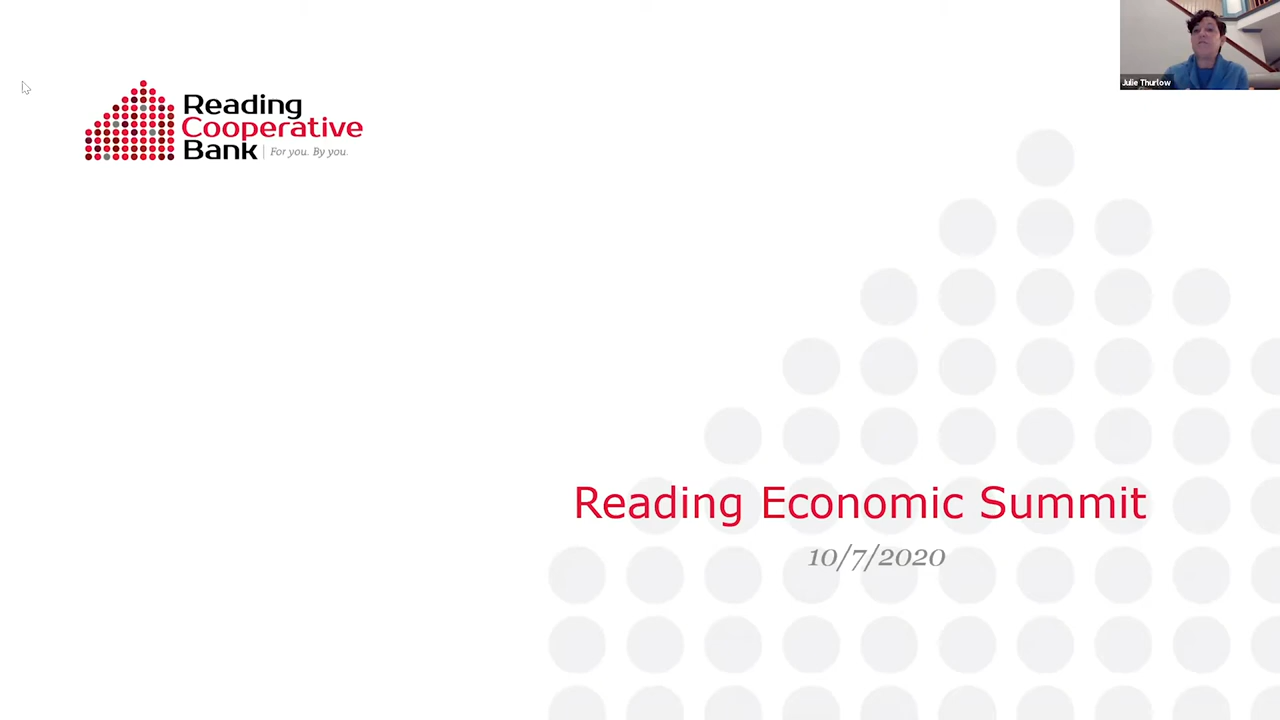 Reading
Cooperative
Bank | For you. By you.
Julie Thurlow
Reading Economic Summit
10/7/2020